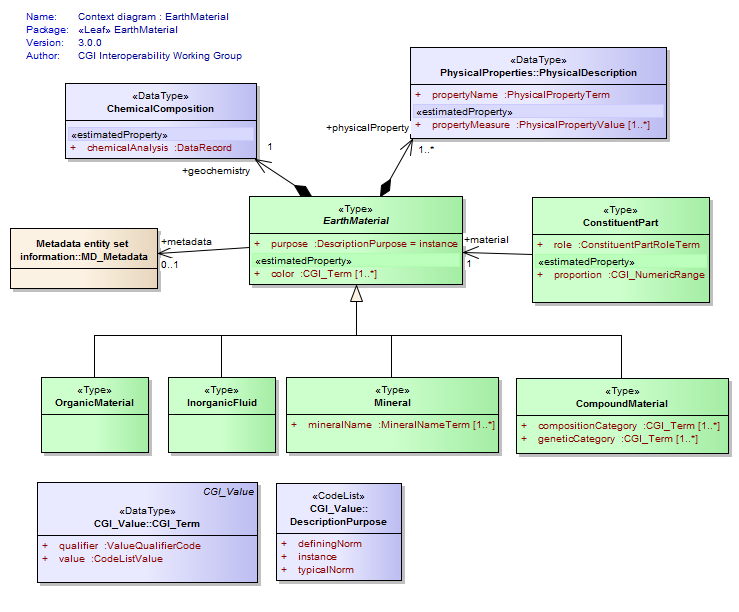 Name: Context diagram : EarthMaterial
Package: «Leaf» EarthMaterial
Version: 3.0.0
Author: CGI Interoperability Working Group
«DataType»
PhysicalProperties::PhysicalDescription
+ propertyName :PhysicalPropertyTerm
«estimatedProperty»
+ propertyMeasure :PhysicalPropertyValue [1..*]
«DataType»
ChemicalComposition
«estimatedProperty»
+ chemicalAnalysis :DataRecord
+physicalProperty
1..*
1
+geochemistry
«Type»
EarthMaterial
+ purpose :DescriptionPurpose = instance
«estimatedProperty»
+ color :CGI_Term [1..*]
«Type»
ConstituentPart
+ role :ConstituentPartRoleTerm
«estimatedProperty»
+ proportion :CGI_NumericRange
Metadata entity set
information::MD_Metadata
+metadata
0..1
+material
1
«Type»
OrganicMaterial
«Type»
InorganicFluid
«Type»
Mineral
+ mineralName :MineralNameTerm [1..*]
«Type»
CompoundMaterial
+ compositionCategory :CGI_Term [1..*]
+ geneticCategory :CGI_Term [1..*]
CGI_Value
«DataType»
CGI_Value::CGI_Term
+ qualifier :ValueQualifierCode
+ value :CodeListValue
«CodeList»
CGI_Value::
DescriptionPurpose
+ definingNorm
+ instance
+ typicalNorm